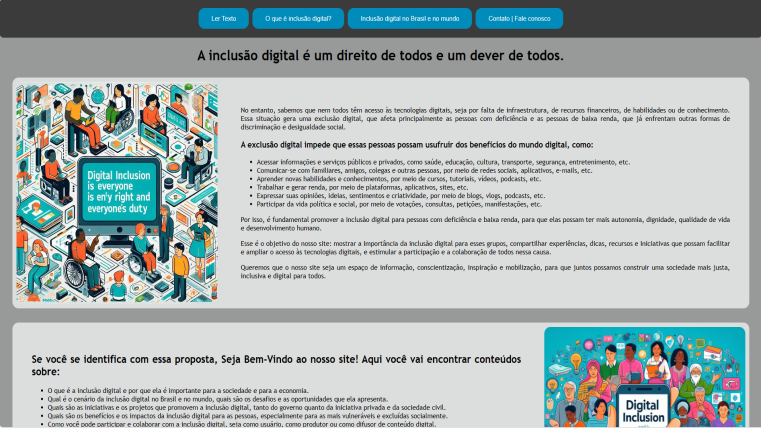 Ler Texto
O que é inclusão digital?
Inclusão digital no Brasil e no mundo
Contato | Fale conosco
A inclusão digital é um direito de todos e um dever de todos.
Digital Inclusion
is everyone
is en'y right and
everyone's duty
No entanto, sabemos que nem todos têm acesso às tecnologias digitais, seja por falta de infraestrutura, de recursos financeiros, de habilidades ou de conhecimento.
Essa situação gera uma exclusão digital, que afeta principalmente as pessoas com deficiência e as pessoas de baixa renda, que já enfrentam outras formas de
discriminação e desigualdade social.
A exclusão digital impede que essas pessoas possam usufruir dos benefícios do mundo digital, como:
• Acessar informações e serviços públicos e privados, como saúde, educação, cultura, transporte, segurança, entretenimento, etc.
• Comunicar-se com familiares, amigos, colegas e outras pessoas, por meio de redes sociais, aplicativos, e-mails, etc.
• Aprender novas habilidades e conhecimentos, por meio de cursos, tutoriais, vídeos, podcasts, etc.
• Trabalhar e gerar renda, por meio de plataformas, aplicativos, sites, etc.
• Expressar suas opiniões, ideias, sentimentos e criatividade, por meio de blogs, vlogs, podcasts, etc.
• Participar da vida política e social, por meio de votações, consultas, petições, manifestações, etc.
Por isso, é fundamental promover a inclusão digital para pessoas com deficiência e baixa renda, para que elas possam ter mais autonomia, dignidade, qualidade de vida
e desenvolvimento humano.
Esse é o objetivo do nosso site: mostrar a importância da inclusão digital para esses grupos, compartilhar experiências, dicas, recursos e iniciativas que possam facilitar
e ampliar o acesso às tecnologias digitais, e estimular a participação e a colaboração de todos nessa causa.
Queremos que o nosso site seja um espaço de informação, conscientização, inspiração e mobilização, para que juntos possamos construir uma sociedade mais justa,
inclusiva e digital para todos.
Se você se identifica com essa proposta, Seja Bem-Vindo ao nosso site! Aqui você vai encontrar conteúdos
sobre:
• O que é a inclusão digital e por que ela é importante para a sociedade e para a economia.
• Qual é o cenário da inclusão digital no Brasil e no mundo, quais são os desafios e as oportunidades que ela apresenta.
• Quais são as iniciativas e os projetos que promovem a inclusão digital, tanto do governo quanto da iniciativa privada e da sociedade civil.
• Quais são os benefícios e os impactos da inclusão digital para as pessoas, especialmente para as mais vulneráveis e excluídas socialmente.
• Como você pode participar e colaborar com a inclusão digital, seja como usuário, como produtor ou como difusor de conteúdo digital.
Digital
Inclusion